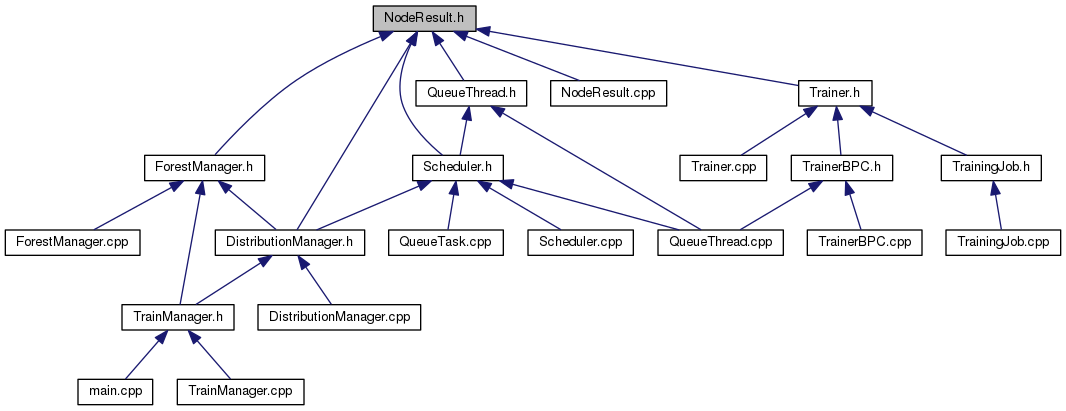 NodeResult.h
QueueThread.h
NodeResult.cpp
Trainer.h
ForestManager.h
Scheduler.h
Trainer.cpp
TrainerBPC.h
TrainingJob.h
ForestManager.cpp
DistributionManager.h
QueueTask.cpp
Scheduler.cpp
QueueThread.cpp
TrainerBPC.cpp
TrainingJob.cpp
TrainManager.h
DistributionManager.cpp
main.cpp
TrainManager.cpp